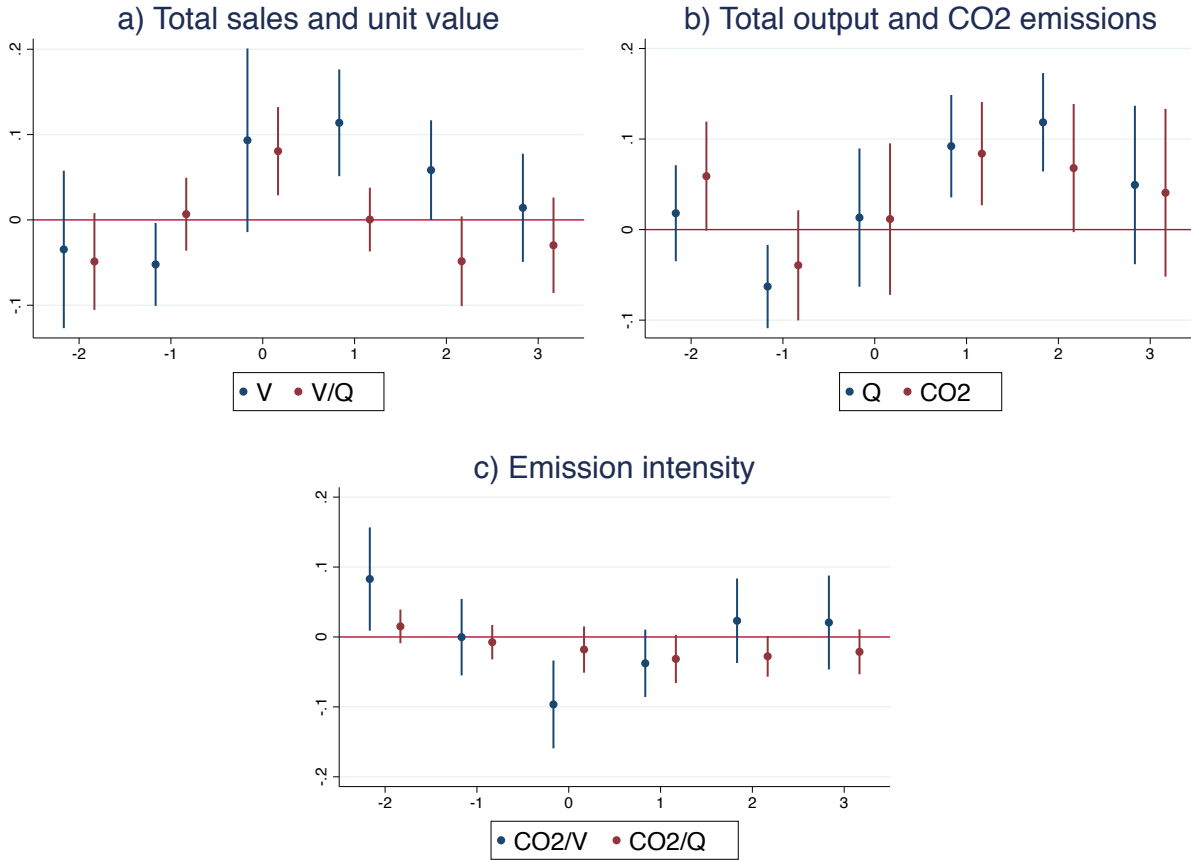 a) Total sales and unit value
.2
.1
0
-.1
-2 -1 0 1 2 3
V V/Q
b) Total output and CO2 emissions
.2
.1
0
-.1
-2 -1 0 1 2 3
Q CO2
c) Emission intensity
.2
.1
0
-.1
-.2
-2 -1 0 1 2 3
CO2/V CO2/Q